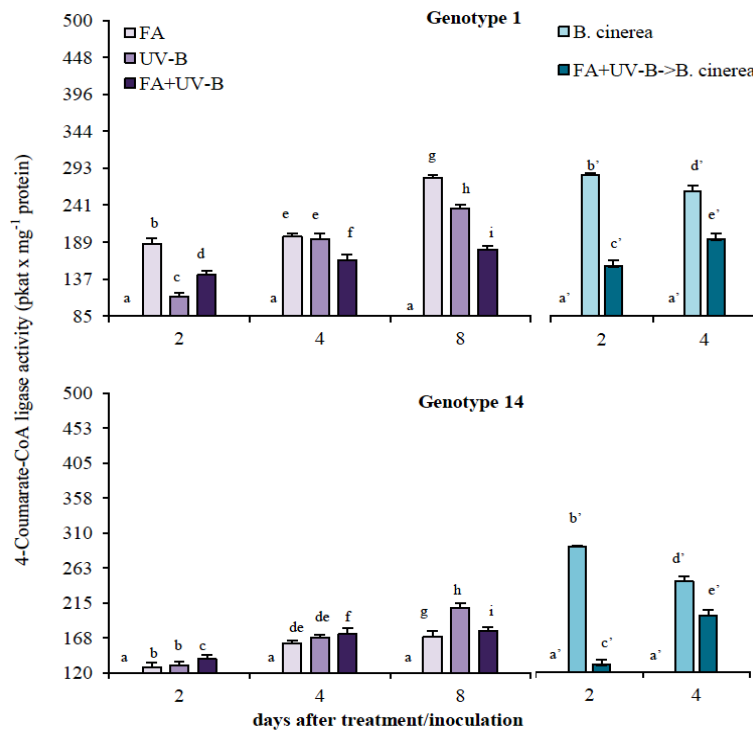 Genotype 1
FA
UV-B
FA+UV-B
B. cinerea
FA+UV-B->B. cinerea
500
448
396
344
293
241
189
137
85
a b c d
a e e f
a g h i
a’ b’ c’
a’ d’ e’
2 4 8 2 4
4-Coumarate-CoA ligase activity (pkat x mg⁻¹ protein)
Genotype 14
500
453
405
358
310
263
215
168
120
a b b c
a de de f
a g h i
a’ b’ c’
a’ d’ e’
2 4 8 2 4
days after treatment/inoculation